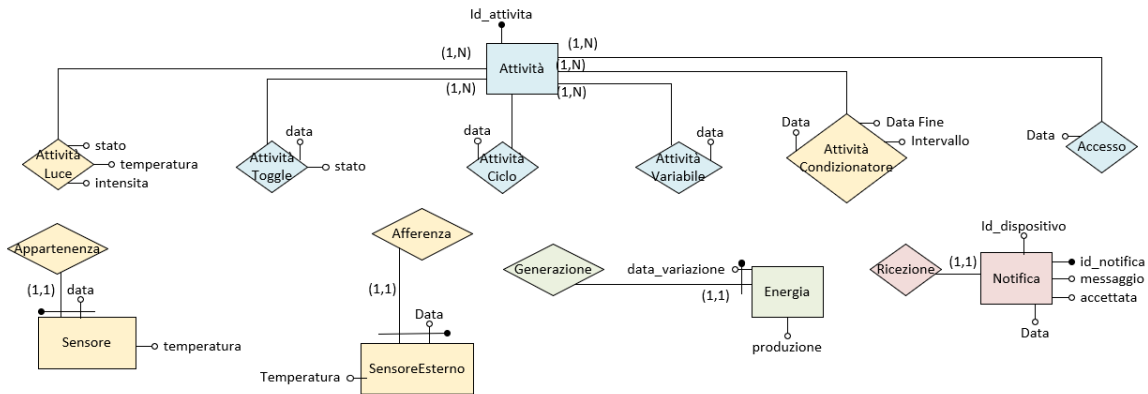 Id_attivita
(1,N)
(1,N)
Attività
(1,N)
(1,N)
(1,N)
(1,N)
Attività
Luce
stato
temperatura
intensita
data
Attività
Toggle
stato
data
Attività
Ciclo
data
Attività
Variabile
Data
Data Fine
Intervallo
Attività
Condizionatore
Data
Accesso
Appartenenza
(1,1)
data
Sensore
temperatura
Afferenza
(1,1)
Data
SensoreEsterno
Temperatura
Generazione
data_variazione
(1,1)
Energia
produzione
Id_dispositivo
Ricezione
(1,1)
Notifica
id_notifica
messaggio
accettata
Data